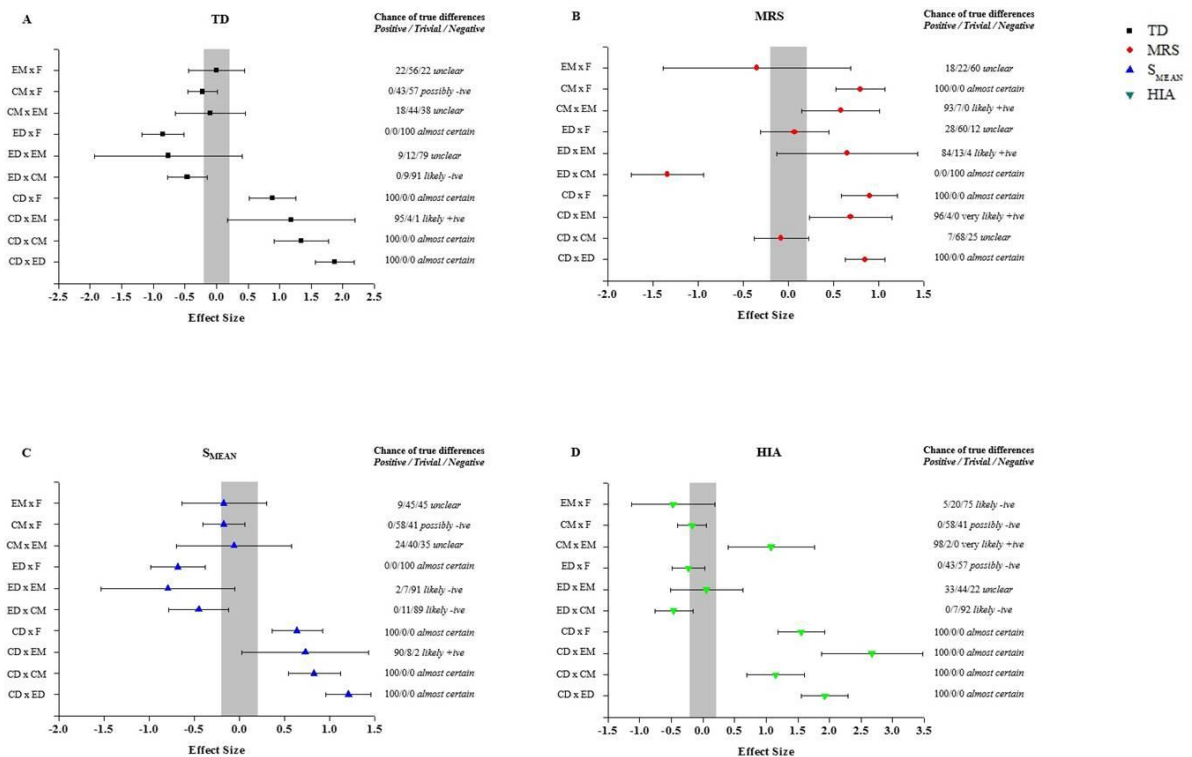 A
TD
Chance of true differences
Positive / Trivial / Negative
EM x F
22/56/22 unclear
CM x F
0/43/57 possibly -ive
CM x EM
18/44/38 unclear
ED x F
0/0/100 almost certain
ED x EM
9/12/79 unclear
ED x CM
0/9/91 likely -ive
CD x F
100/0/0 almost certain
CD x EM
95/4/1 likely +ive
CD x CM
100/0/0 almost certain
CD x ED
100/0/0 almost certain
-2.0 -1.5 -1.0 -0.5 0.0 0.5 1.0 1.5 2.0 2.5
Effect Size
B
MRS
Chance of true differences
Positive / Trivial / Negative
EM x F
18/22/60 unclear
CM x F
100/0/0 almost certain
CM x EM
93/7/0 likely +ive
ED x F
28/60/12 unclear
ED x EM
84/13/4 likely +ive
ED x CM
0/0/100 almost certain
CD x F
100/0/0 almost certain
CD x EM
96/4/0 very likely +ive
CD x CM
7/68/25 unclear
CD x ED
100/0/0 almost certain
-2.0 -1.0 0.0 1.0 1.5
Effect Size
TD
MRS
SMEAN
HIA
C
SMEAN
Chance of true differences
Positive / Trivial / Negative
EM x F
9/45/45 unclear
CM x F
0/58/41 possibly -ive
CM x EM
24/40/35 unclear
ED x F
0/0/100 almost certain
ED x EM
2/7/91 likely -ive
ED x CM
0/11/89 likely -ive
CD x F
100/0/0 almost certain
CD x EM
90/8/2 likely +ive
CD x CM
100/0/0 almost certain
CD x ED
100/0/0 almost certain
-2.0 -1.0 0.0 0.5 1.0 1.5
Effect Size
D
HIA
Chance of true differences
Positive / Trivial / Negative
EM x F
5/20/75 likely -ive
CM x F
0/58/41 possibly -ive
CM x EM
98/2/0 very likely +ive
ED x F
0/43/57 possibly -ive
ED x EM
33/44/22 unclear
ED x CM
0/7/92 likely -ive
CD x F
100/0/0 almost certain
CD x EM
100/0/0 almost certain
CD x CM
100/0/0 almost certain
CD x ED
100/0/0 almost certain
-1.5 -1.0 -0.5 0.0 0.5 1.0 1.5 2.0 2.5 3.0 3.5
Effect Size